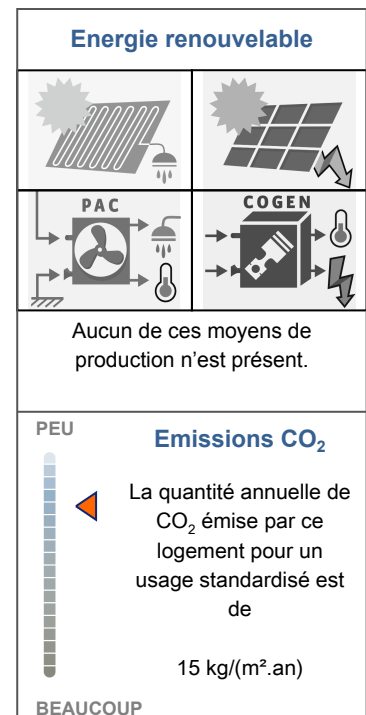 Energie renouvelable
PAC
COGEN
Aucun de ces moyens de
production n’est présent.
PEU
Emissions CO₂
La quantité annuelle de
CO₂ émise par ce
logement pour un
usage standardisé est
de
15 kg/(m².an)
BEAUCOUP